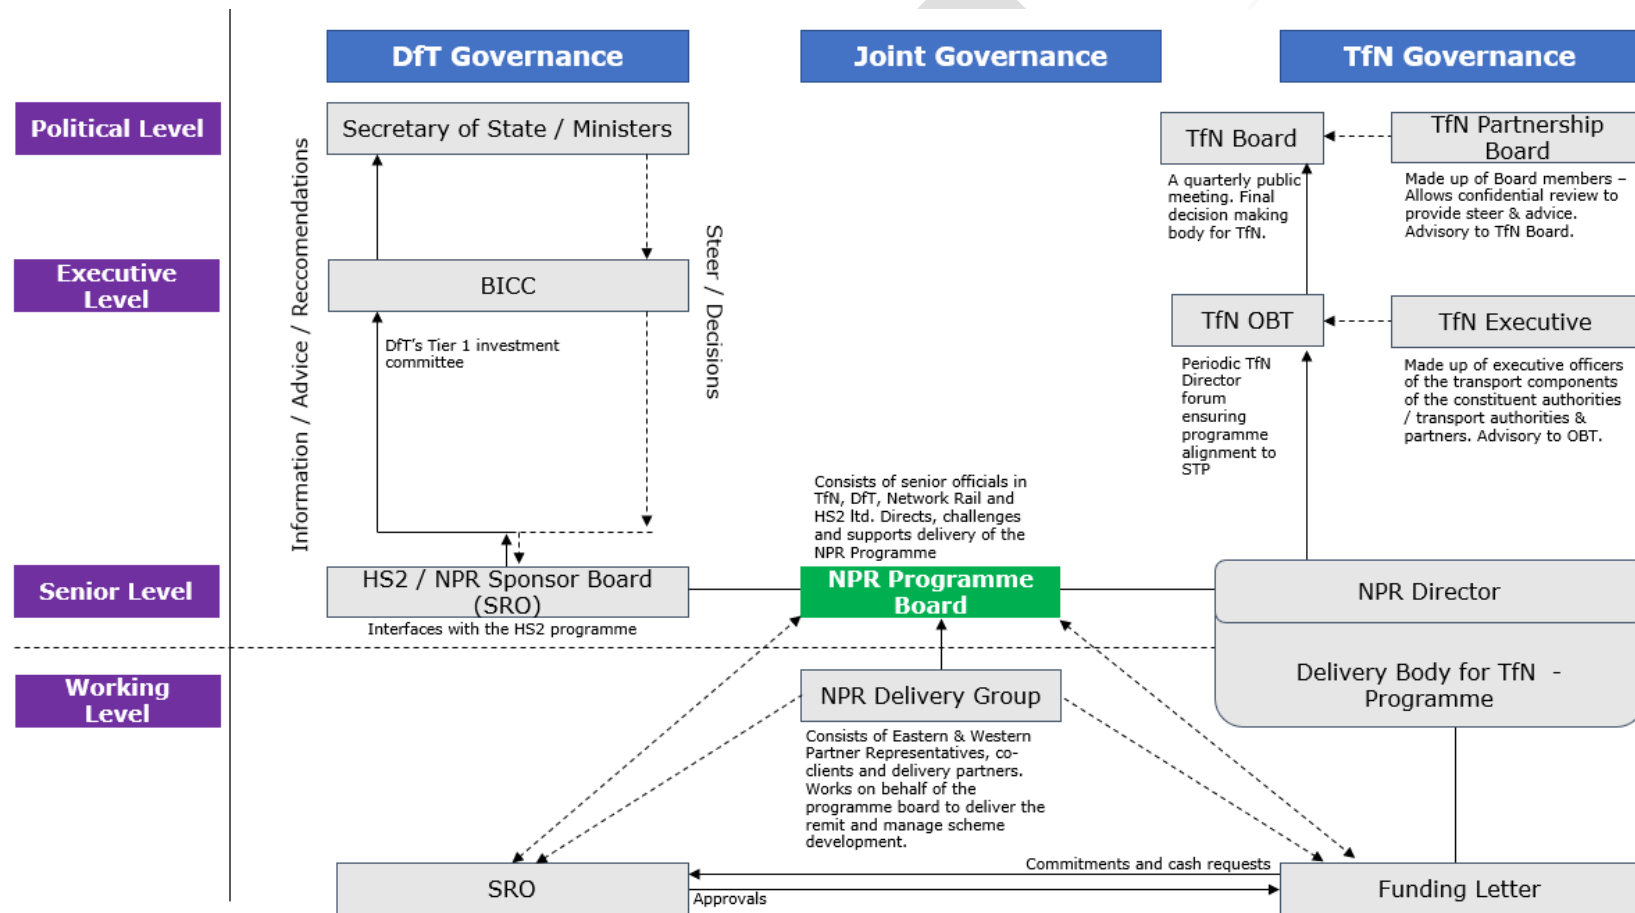 DfT Governance
Joint Governance
TfN Governance
Political Level
Secretary of State / Ministers
TfN Board
TfN Partnership
Board
A quarterly public
meeting. Final
decision making
body for TfN.
Made up of Board members –
Allows confidential review to
provide steer & advice.
Advisory to TfN Board.
Information / Advice / Reccomendations
Steer / Decisions
Executive
Level
BICC
DfT's Tier 1 investment
committee
TfN OBT
TfN Executive
Periodic TfN
Director
forum
ensuring
programme
alignment to
STP
Made up of executive officers
of the transport components
of the constituent authorities
/ transport authorities &
partners. Advisory to OBT.
Consists of senior officials in
TfN, DfT, Network Rail and
HS2 ltd. Directs, challenges
and supports delivery of the
NPR Programme
Senior Level
HS2 / NPR Sponsor Board
(SRO)
Interfaces with the HS2 programme
NPR Programme
Board
NPR Director
Delivery Body for TfN -
Programme
Working
Level
NPR Delivery Group
Consists of Eastern & Western
Partner Representatives, co-
clients and delivery partners.
Works on behalf of the
programme board to deliver the
remit and manage scheme
development.
Commitments and cash requests
SRO
Approvals
Funding Letter